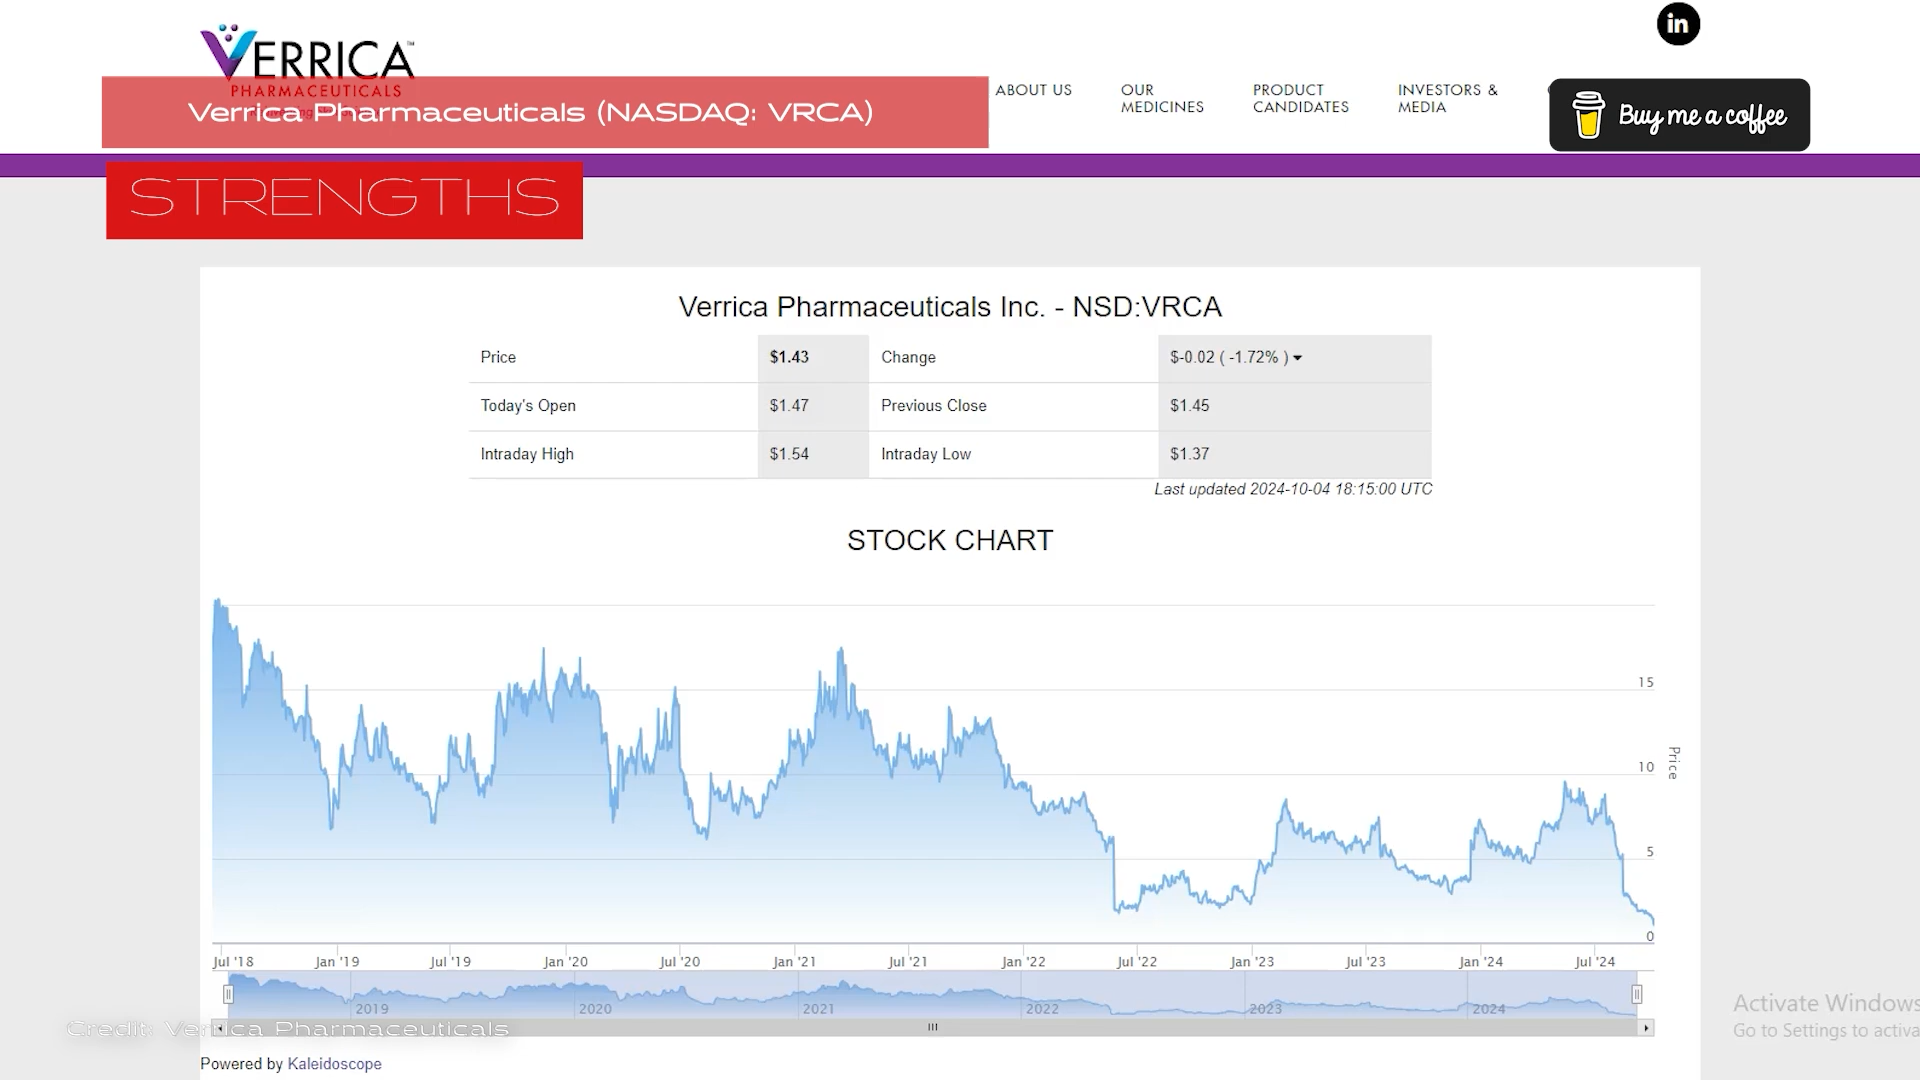 VERRICA™
PHARMACEUTICALS
Verrica Pharmaceuticals (NASDAQ: VRCA)
ABOUT US
OUR
MEDICINES
PRODUCT
CANDIDATES
INVESTORS &
MEDIA
in
Buy me a coffee
STRENGTHS
Verrica Pharmaceuticals Inc. - NSD:VRCA
Price $1.43 Change $-0.02 ( -1.72% )
Today's Open $1.47 Previous Close $1.45
Intraday High $1.54 Intraday Low $1.37
Last updated 2024-10-04 18:15:00 UTC
STOCK CHART
15
10
5
0
Price
Jul '18 Jan '19 Jul '19 Jan '20 Jul '20 Jan '21 Jul '21 Jan '22 Jul '22 Jan '23 Jul '23 Jan '24 Jul '24
2019 2020 2021 2022 2023 2024
Credit: Verrica Pharmaceuticals
Powered by Kaleidoscope
Activate Windows
Go to Settings to activa